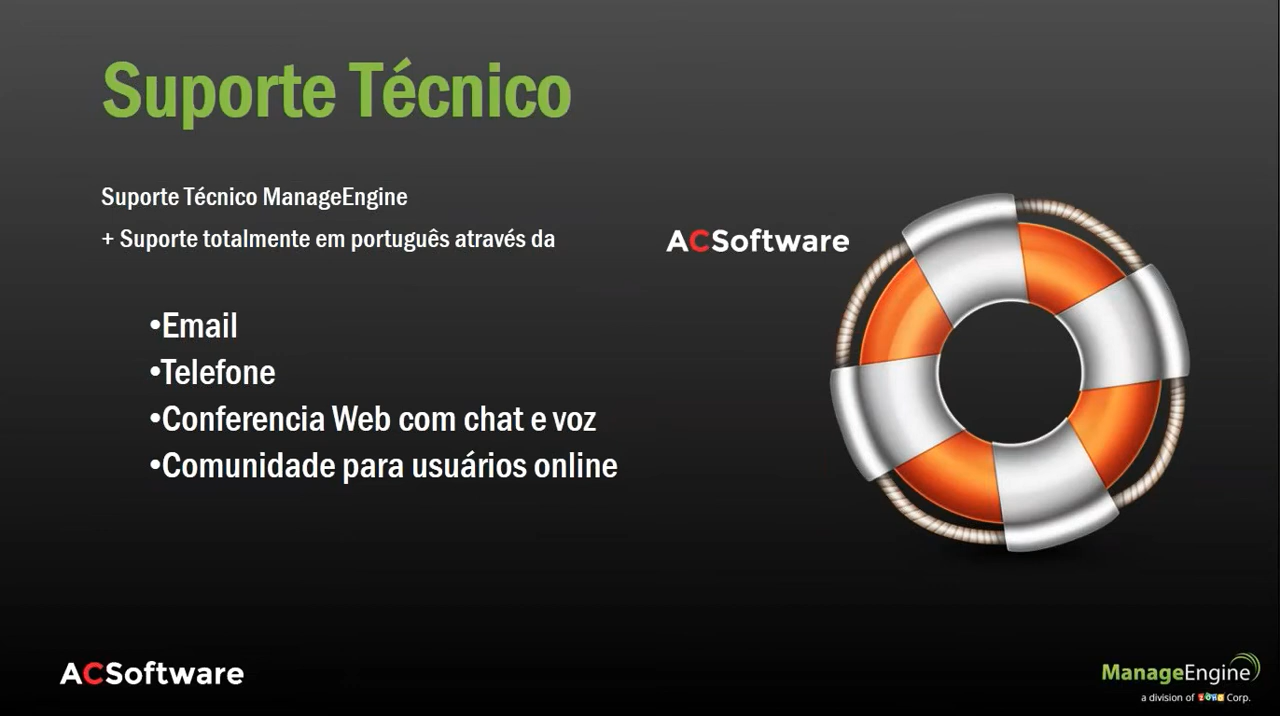 Suporte Técnico
Suporte Técnico ManageEngine
+ Suporte totalmente em português através da
ACSoftware
•Email
•Telefone
•Conferencia Web com chat e voz
•Comunidade para usuários online
ACSoftware
ManageEngine
a division of ZOHO Corp.